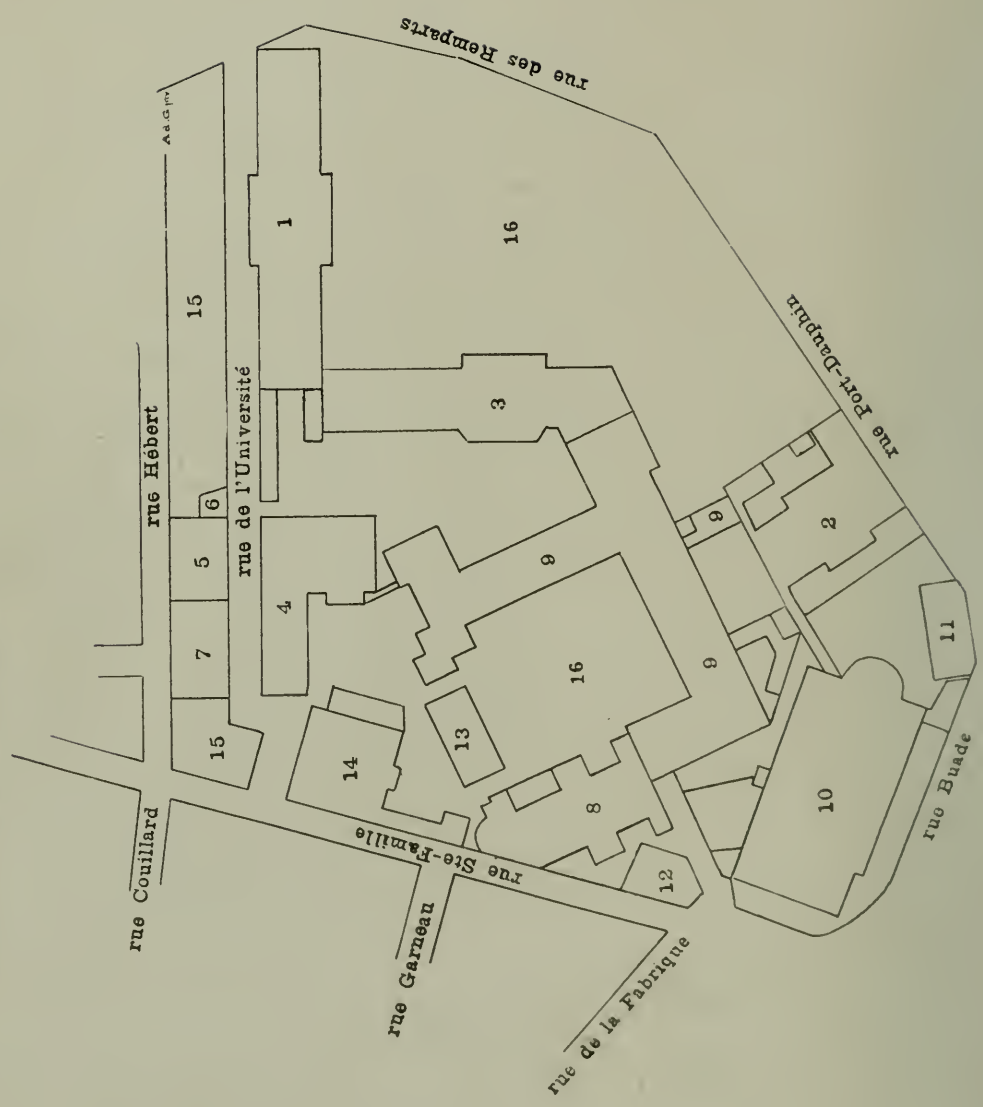 rue des Remparts
A d. G. inv
1
16
15
rue Port-Dauphin
rue Hébert
rue de l'Université
3
6
5
9
2
4
9
7
11
9
16
15
13
14
10
8
rue Buade
rue Couillard
rue Ste-Famille
12
rue Garneau
rue de la Fabrique